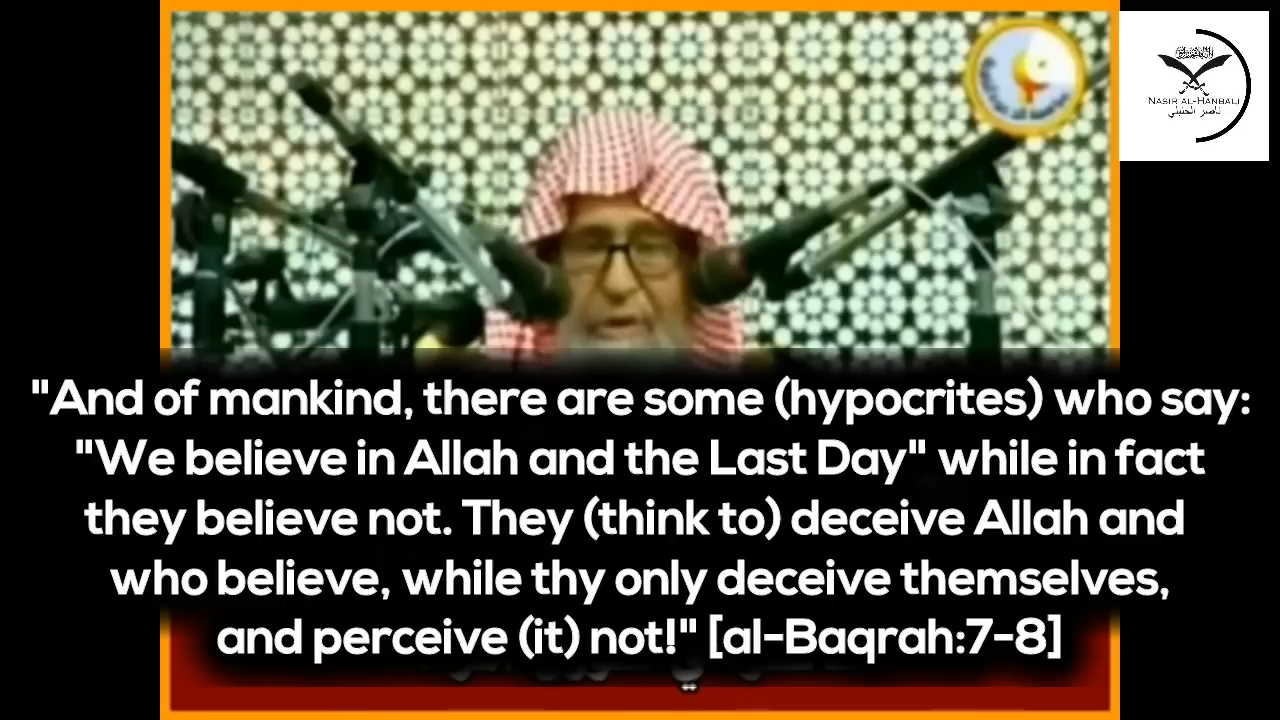 NASIR AL-HANBALI
ناصر الحنبلي
"And of mankind, there are some (hypocrites) who say:
"We believe in Allah and the Last Day" while in fact
they believe not. They (think to) deceive Allah and
who believe, while thy only deceive themselves,
and perceive (it) not!" [al-Baqrah:7-8]